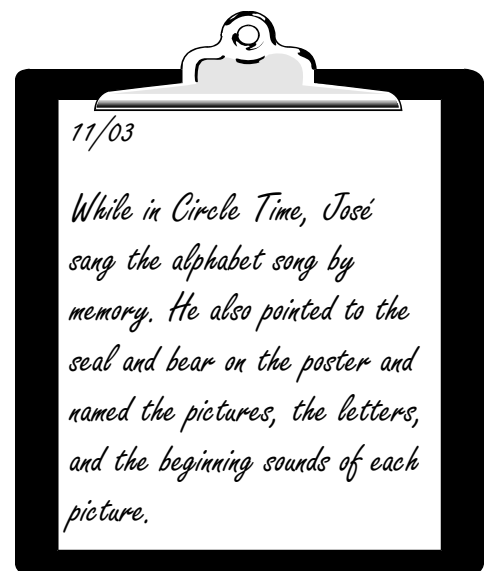 11/03
While in Circle Time, José
sang the alphabet song by
memory. He also pointed to the
seal and bear on the poster and
named the pictures, the letters,
and the beginning sounds of each
picture.